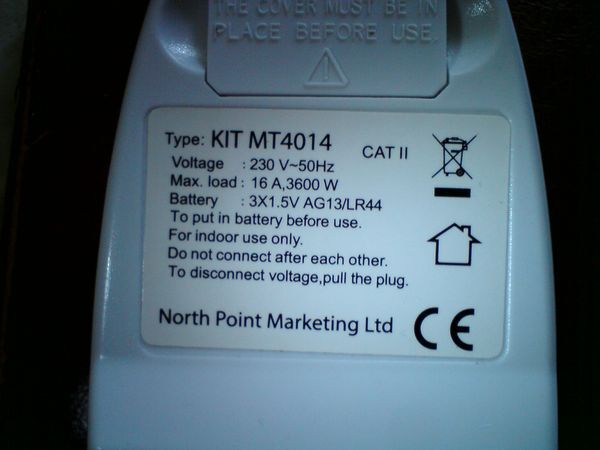 THE COVER MUST BE IN
PLACE BEFORE USE.
Type: KIT MT4014
CAT II
Voltage : 230 V~50Hz
Max. load : 16 A,3600 W
Battery : 3X1.5V AG13/LR44
To put in battery before use.
For indoor use only.
Do not connect after each other.
To disconnect voltage,pull the plug.
North Point Marketing Ltd
CE